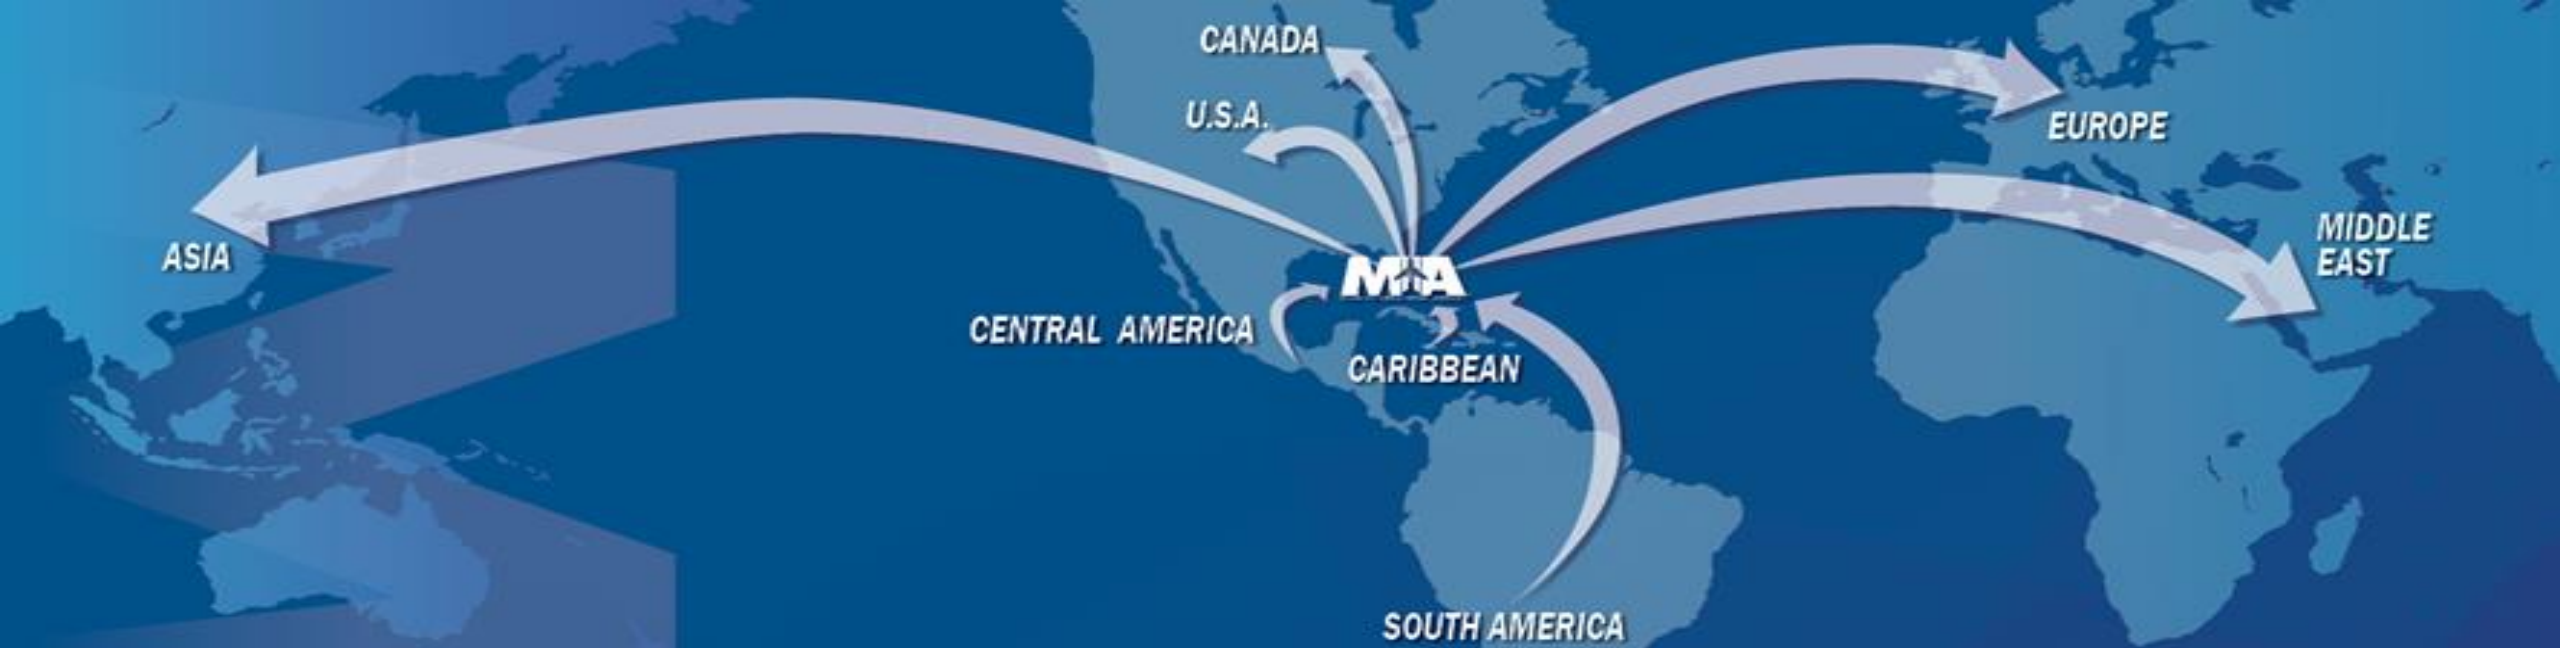 CANADA
U.S.A.
EUROPE
MIDDLE
EAST
ASIA
MIA
CENTRAL AMERICA
CARIBBEAN
SOUTH AMERICA